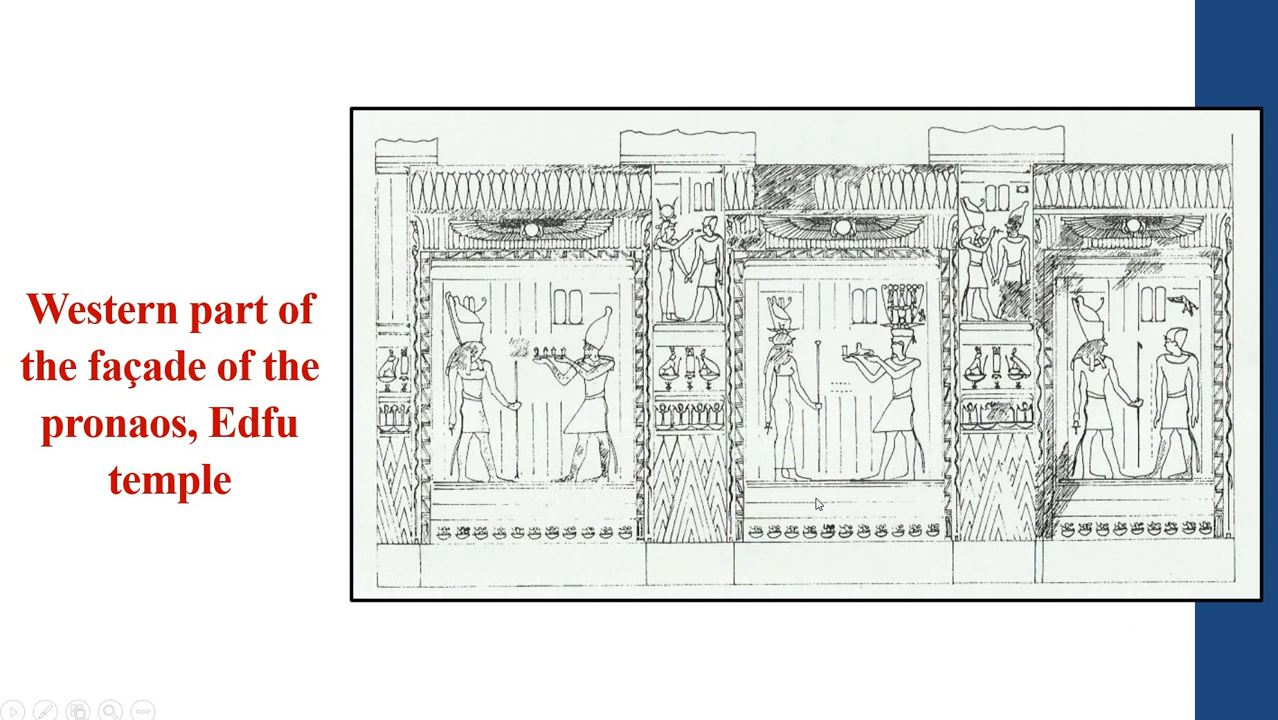 Western part of
the façade of the
pronaos, Edfu
temple